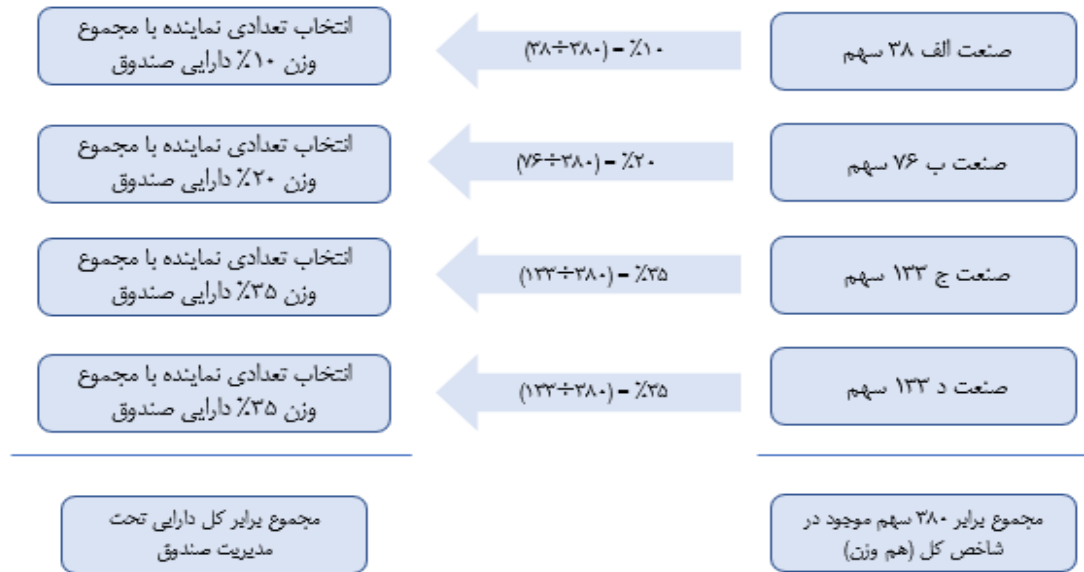 صنعت الف ۳۸ سهم
(۳۸÷۳۸۰) = ٪۱۰
انتخاب تعدادی نماینده با مجموع
وزن ۱۰٪ دارایی صندوق
صنعت ب ۷۶ سهم
(۷۶÷۳۸۰) = ٪۲۰
انتخاب تعدادی نماینده با مجموع
وزن ۲۰٪ دارایی صندوق
صنعت ج ۱۳۳ سهم
(۱۳۳÷۳۸۰) = ٪۳۵
انتخاب تعدادی نماینده با مجموع
وزن ۳۵٪ دارایی صندوق
صنعت د ۱۳۳ سهم
(۱۳۳÷۳۸۰) = ٪۳۵
انتخاب تعدادی نماینده با مجموع
وزن ۳۵٪ دارایی صندوق
مجموع برابر ۳۸۰ سهم موجود در
شاخص کل (هم وزن)
مجموع برابر کل دارایی تحت
مدیریت صندوق